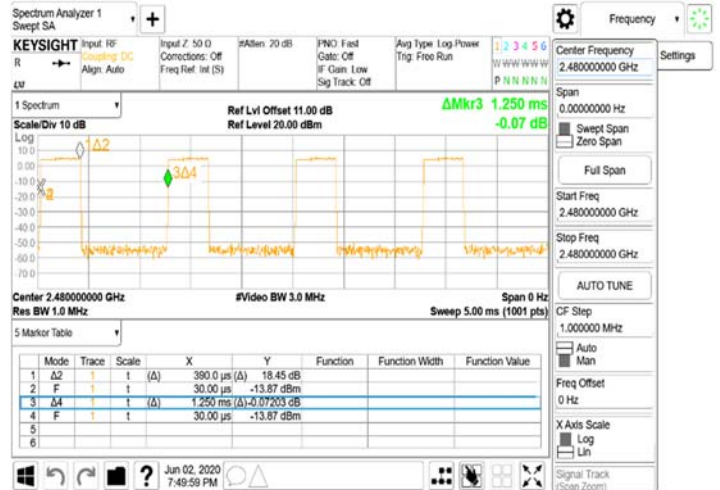 Spectrum Analyzer 1
Swept SA
+
Frequency
KEYSIGHT
R
LXI
Input: RF
Coupling: DC
Align: Auto
Input Z: 50 Ω
Corrections: Off
Freq Ref: Int (S)
#Atten: 20 dB
PNO: Fast
Gate: Off
IF Gain: Low
Sig Track: Off
Avg Type: Log-Power
Trig: Free Run
1 2 3 4 5 6
W W W W W W
P N N N N N
Center Frequency
2.480000000 GHz
Settings
Span
0.00000000 Hz
Swept Span
Zero Span
Full Span
Start Freq
2.480000000 GHz
Stop Freq
2.480000000 GHz
AUTO TUNE
CF Step
1.000000 MHz
Auto
Man
Freq Offset
0 Hz
X Axis Scale
Log
Lin
Signal Track
(Span Zoom)
1 Spectrum
Scale/Div 10 dB
Ref Lvl Offset 11.00 dB
Ref Level 20.00 dBm
ΔMkr3 1.250 ms
-0.07 dB
Log
10.0
0.00
-10.0
-20.0
-30.0
-40.0
-50.0
-60.0
-70.0
1Δ2
3Δ4
Center 2.480000000 GHz
Res BW 1.0 MHz
#Video BW 3.0 MHz
Span 0 Hz
Sweep 5.00 ms (1001 pts)
5 Marker Table
Mode Trace Scale X Y Function Function Width Function Value
1 Δ2 1 t (Δ) 390.0 µs (Δ) 18.45 dB
2 F 1 t 30.00 µs -13.87 dBm
3 Δ4 1 t (Δ) 1.250 ms (Δ) -0.07203 dB
4 F 1 t 30.00 µs -13.87 dBm
5
6
?
Jun 02, 2020
7:49:59 PM